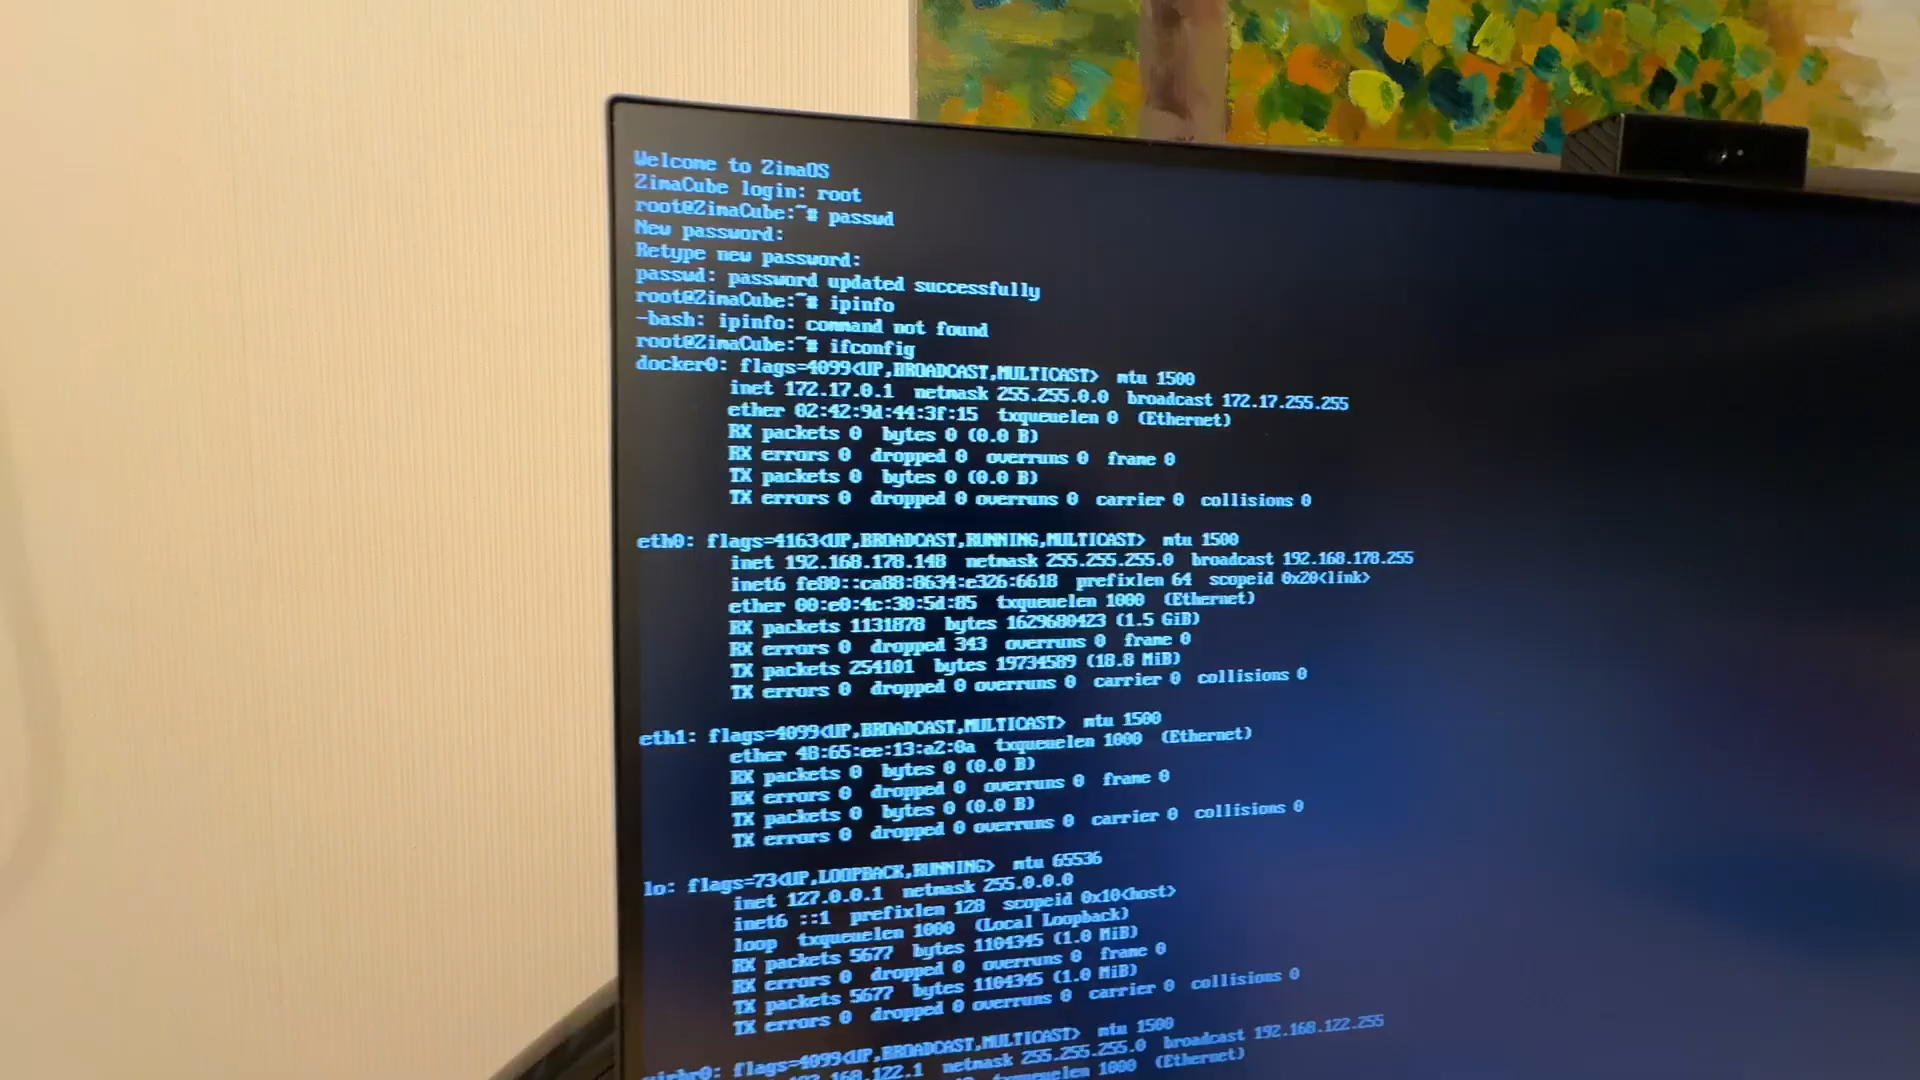 Welcome to ZimaOS
ZimaCube login: root
root@ZimaCube:~# passwd
New password:
Retype new password:
passwd: password updated successfully
root@ZimaCube:~# ipinfo
-bash: ipinfo: command not found
root@ZimaCube:~# ifconfig
docker0: flags=4099<UP,BROADCAST,MULTICAST> mtu 1500
inet 172.17.0.1 netmask 255.255.0.0 broadcast 172.17.255.255
ether 02:42:9d:44:3f:15 txqueuelen 0 (Ethernet)
RX packets 0 bytes 0 (0.0 B)
RX errors 0 dropped 0 overruns 0 frame 0
TX packets 0 bytes 0 (0.0 B)
TX errors 0 dropped 0 overruns 0 carrier 0 collisions 0
eth0: flags=4163<UP,BROADCAST,RUNNING,MULTICAST> mtu 1500
inet 192.168.178.148 netmask 255.255.255.0 broadcast 192.168.178.255
inet6 fe80::ca88:8634:e326:6618 prefixlen 64 scopeid 0x20<link>
ether 00:e0:4c:30:5d:85 txqueuelen 1000 (Ethernet)
RX packets 1131878 bytes 1629680423 (1.5 GiB)
RX errors 0 dropped 343 overruns 0 frame 0
TX packets 254101 bytes 19734589 (18.8 MiB)
TX errors 0 dropped 0 overruns 0 carrier 0 collisions 0
eth1: flags=4099<UP,BROADCAST,MULTICAST> mtu 1500
ether 48:65:ee:13:a2:0a txqueuelen 1000 (Ethernet)
RX packets 0 bytes 0 (0.0 B)
RX errors 0 dropped 0 overruns 0 frame 0
TX packets 0 bytes 0 (0.0 B)
TX errors 0 dropped 0 overruns 0 carrier 0 collisions 0
lo: flags=73<UP,LOOPBACK,RUNNING> mtu 65536
inet 127.0.0.1 netmask 255.0.0.0
inet6 ::1 prefixlen 128 scopeid 0x10<host>
loop txqueuelen 1000 (Local Loopback)
RX packets 5677 bytes 1104345 (1.0 MiB)
RX errors 0 dropped 0 overruns 0 frame 0
TX packets 5677 bytes 1104345 (1.0 MiB)
TX errors 0 dropped 0 overruns 0 carrier 0 collisions 0
virbr0: flags=4099<UP,BROADCAST,MULTICAST> mtu 1500
192.168.122.1 netmask 255.255.255.0 broadcast 192.168.122.255
txqueuelen 1000 (Ethernet)